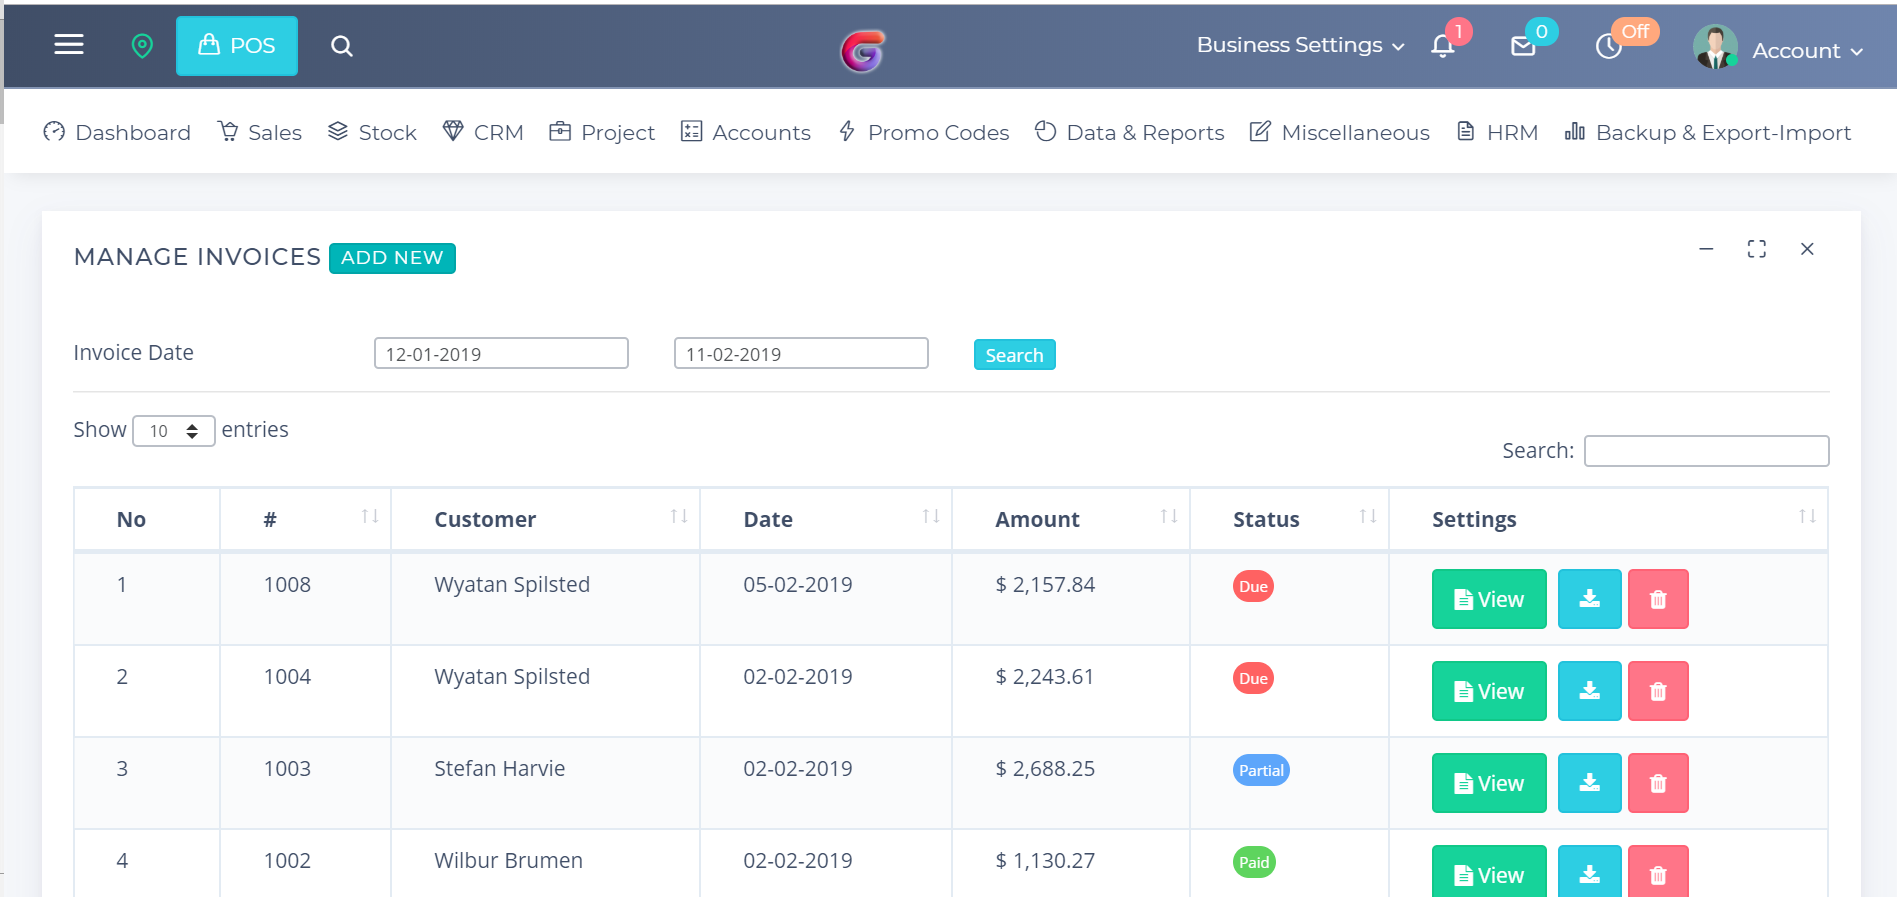 POS
Business Settings 1 0 Off Account
Dashboard Sales Stock CRM Project Accounts Promo Codes Data & Reports Miscellaneous HRM Backup & Export-Import
MANAGE INVOICES ADD NEW
Invoice Date 12-01-2019 11-02-2019 Search
Show 10 entries
Search:
No # Customer Date Amount Status Settings
1 1008 Wyatan Spilsted 05-02-2019 $ 2,157.84 Due View
2 1004 Wyatan Spilsted 02-02-2019 $ 2,243.61 Due View
3 1003 Stefan Harvie 02-02-2019 $ 2,688.25 Partial View
4 1002 Wilbur Brumen 02-02-2019 $ 1,130.27 Paid View